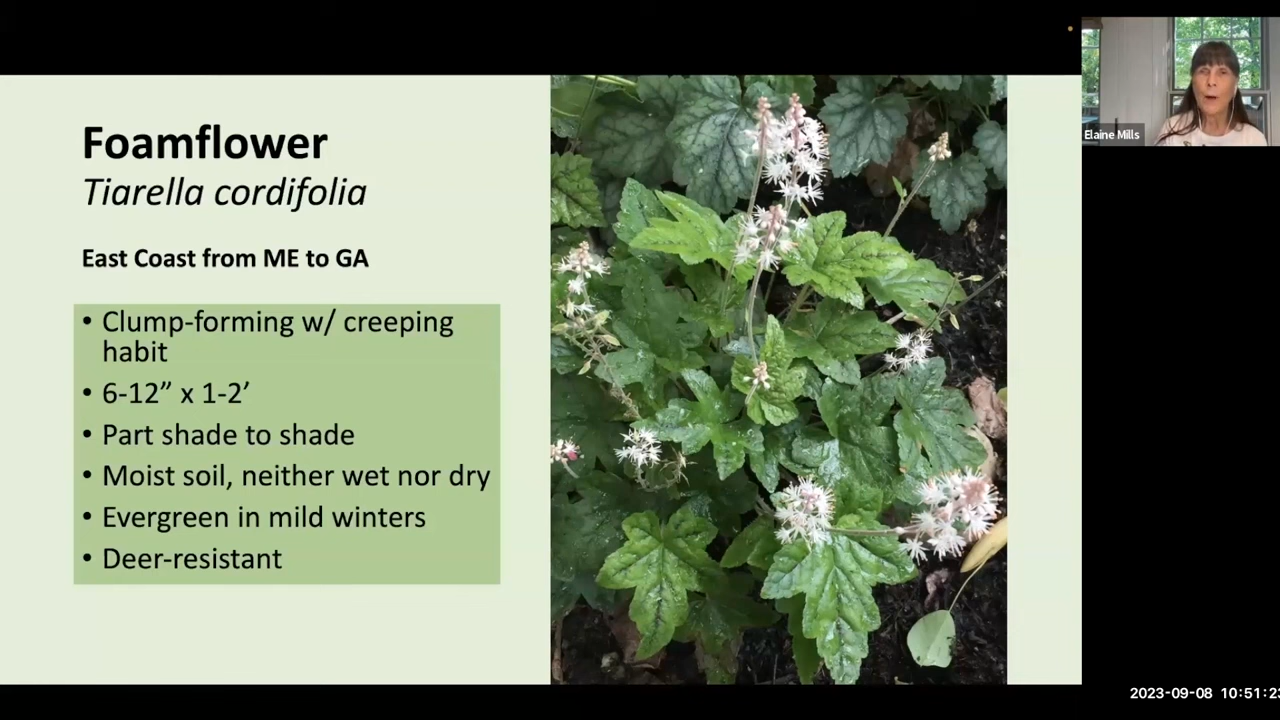 Foamflower
Tiarella cordifolia
East Coast from ME to GA
• Clump-forming w/ creeping
habit
• 6-12” x 1-2’
• Part shade to shade
• Moist soil, neither wet nor dry
• Evergreen in mild winters
• Deer-resistant
Elaine Mills
2023-09-08 10:51:23